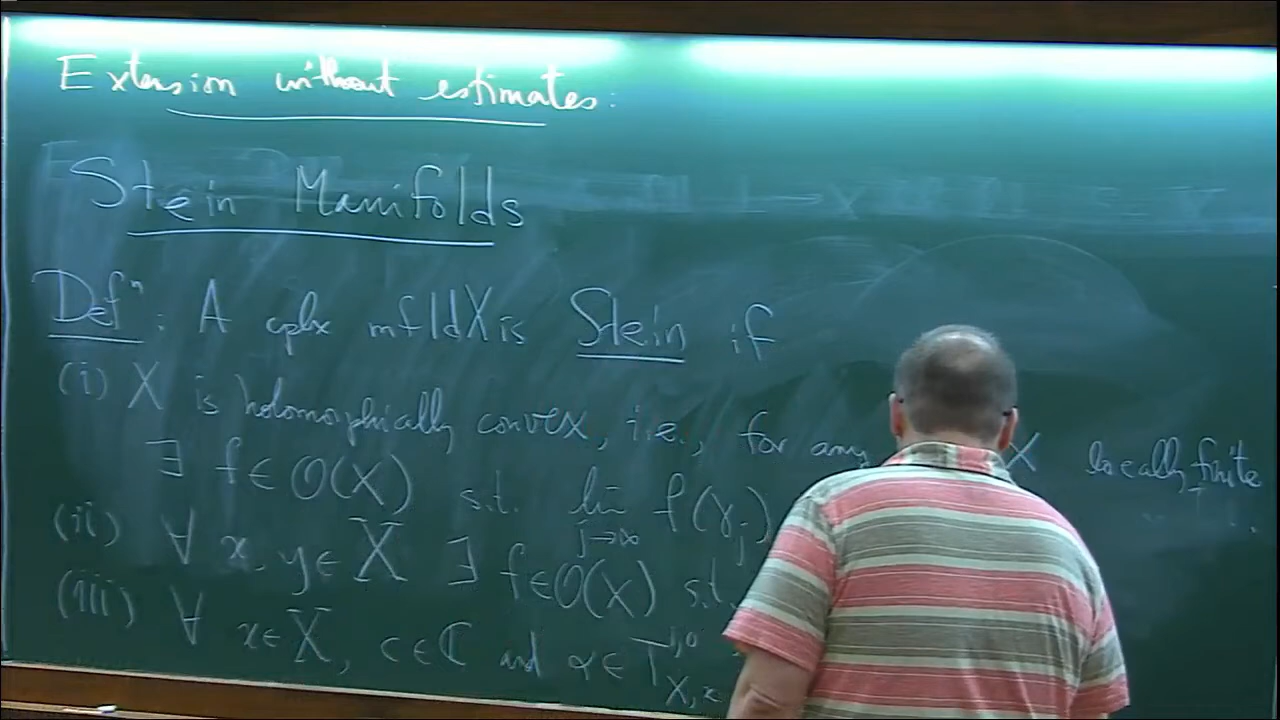 Extension without estimates:
Stein Manifolds
Defⁿ: A cplx mfld X is Stein if
(i) X is holomorphically convex, i.e., for any X locally finite
∃ f ∈ O(X) s.t. lim_{j→∞} f(γ_j)
(ii) ∀ x, y ∈ X ∃ f ∈ O(X) s.t.
(iii) ∀ x ∈ X, c ∈ ℂ and α ∈ T^{1,0}_{X,x}